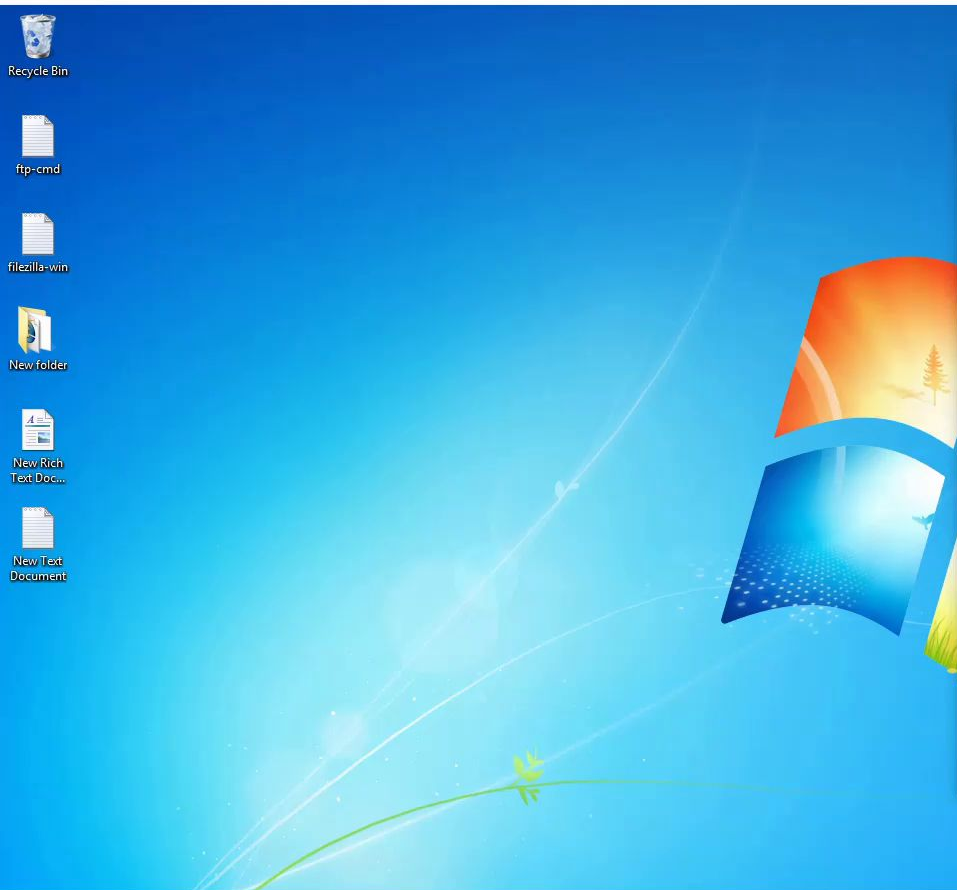 Recycle Bin
ftp-cmd
filezilla-win
New folder
New Rich
Text Doc...
New Text
Document